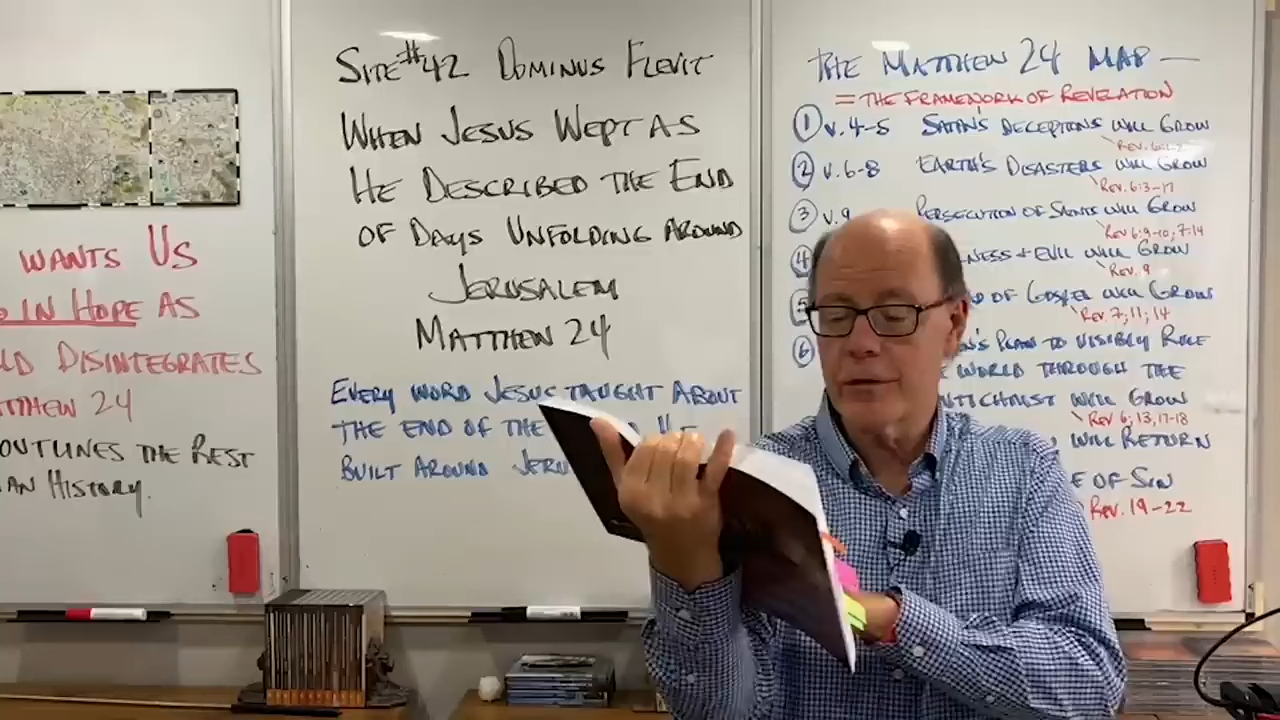 WANTS US
IN HOPE AS
DISINTEGRATES
24
OUTLINES THE REST
HISTORY.
SITE #42 DOMINUS FLEVIT
WHEN JESUS WEPT AS
HE DESCRIBED THE END
OF DAYS UNFOLDING AROUND
JERUSALEM
MATTHEW 24
EVERY WORD JESUS TAUGHT ABOUT
THE END OF THE
BUILT AROUND
THE MATTHEW 24 MAP —
= THE FRAMEWORK OF REVELATION
1 v. 4-5 SATAN'S DECEPTIONS WILL GROW
2 v. 6-8 EARTH'S DISASTERS WILL GROW
Rev. 6:3-17
3 v. 9 PERSECUTION OF SAINTS WILL GROW
Rev 6:9-10; 7:14
4 + EVIL WILL GROW
Rev. 9
5 OF GOSPEL WILL GROW
Rev. 7; 11; 14
6 PLAN TO VISIBLY RULE
WORLD THROUGH THE
WILL GROW
Rev 6; 13, 17-18
WILL RETURN
OF SIN
Rev. 19-22